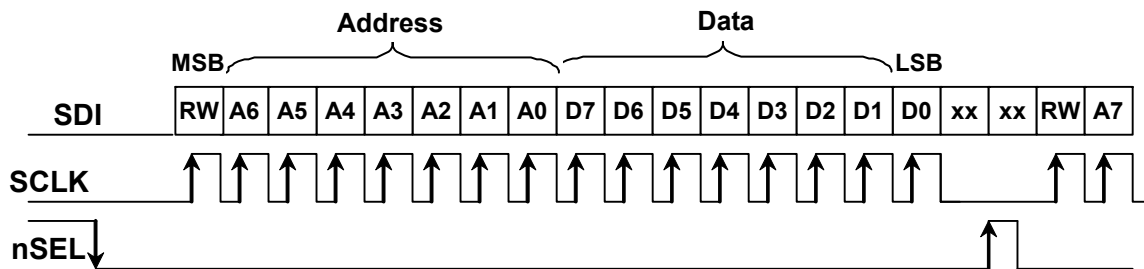 Address Data
MSB LSB
SDI RW A6 A5 A4 A3 A2 A1 A0 D7 D6 D5 D4 D3 D2 D1 D0 xx xx RW A7
SCLK
nSEL